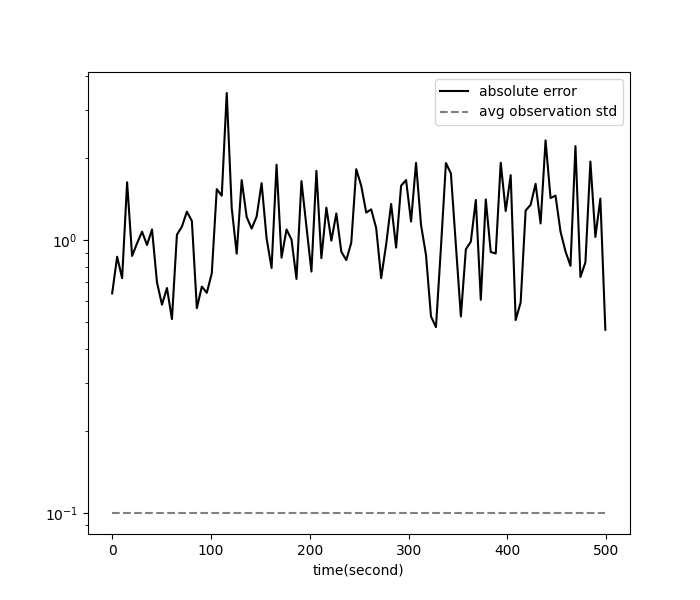 absolute error
avg observation std
10⁰
10⁻¹
0 100 200 300 400 500
time(second)